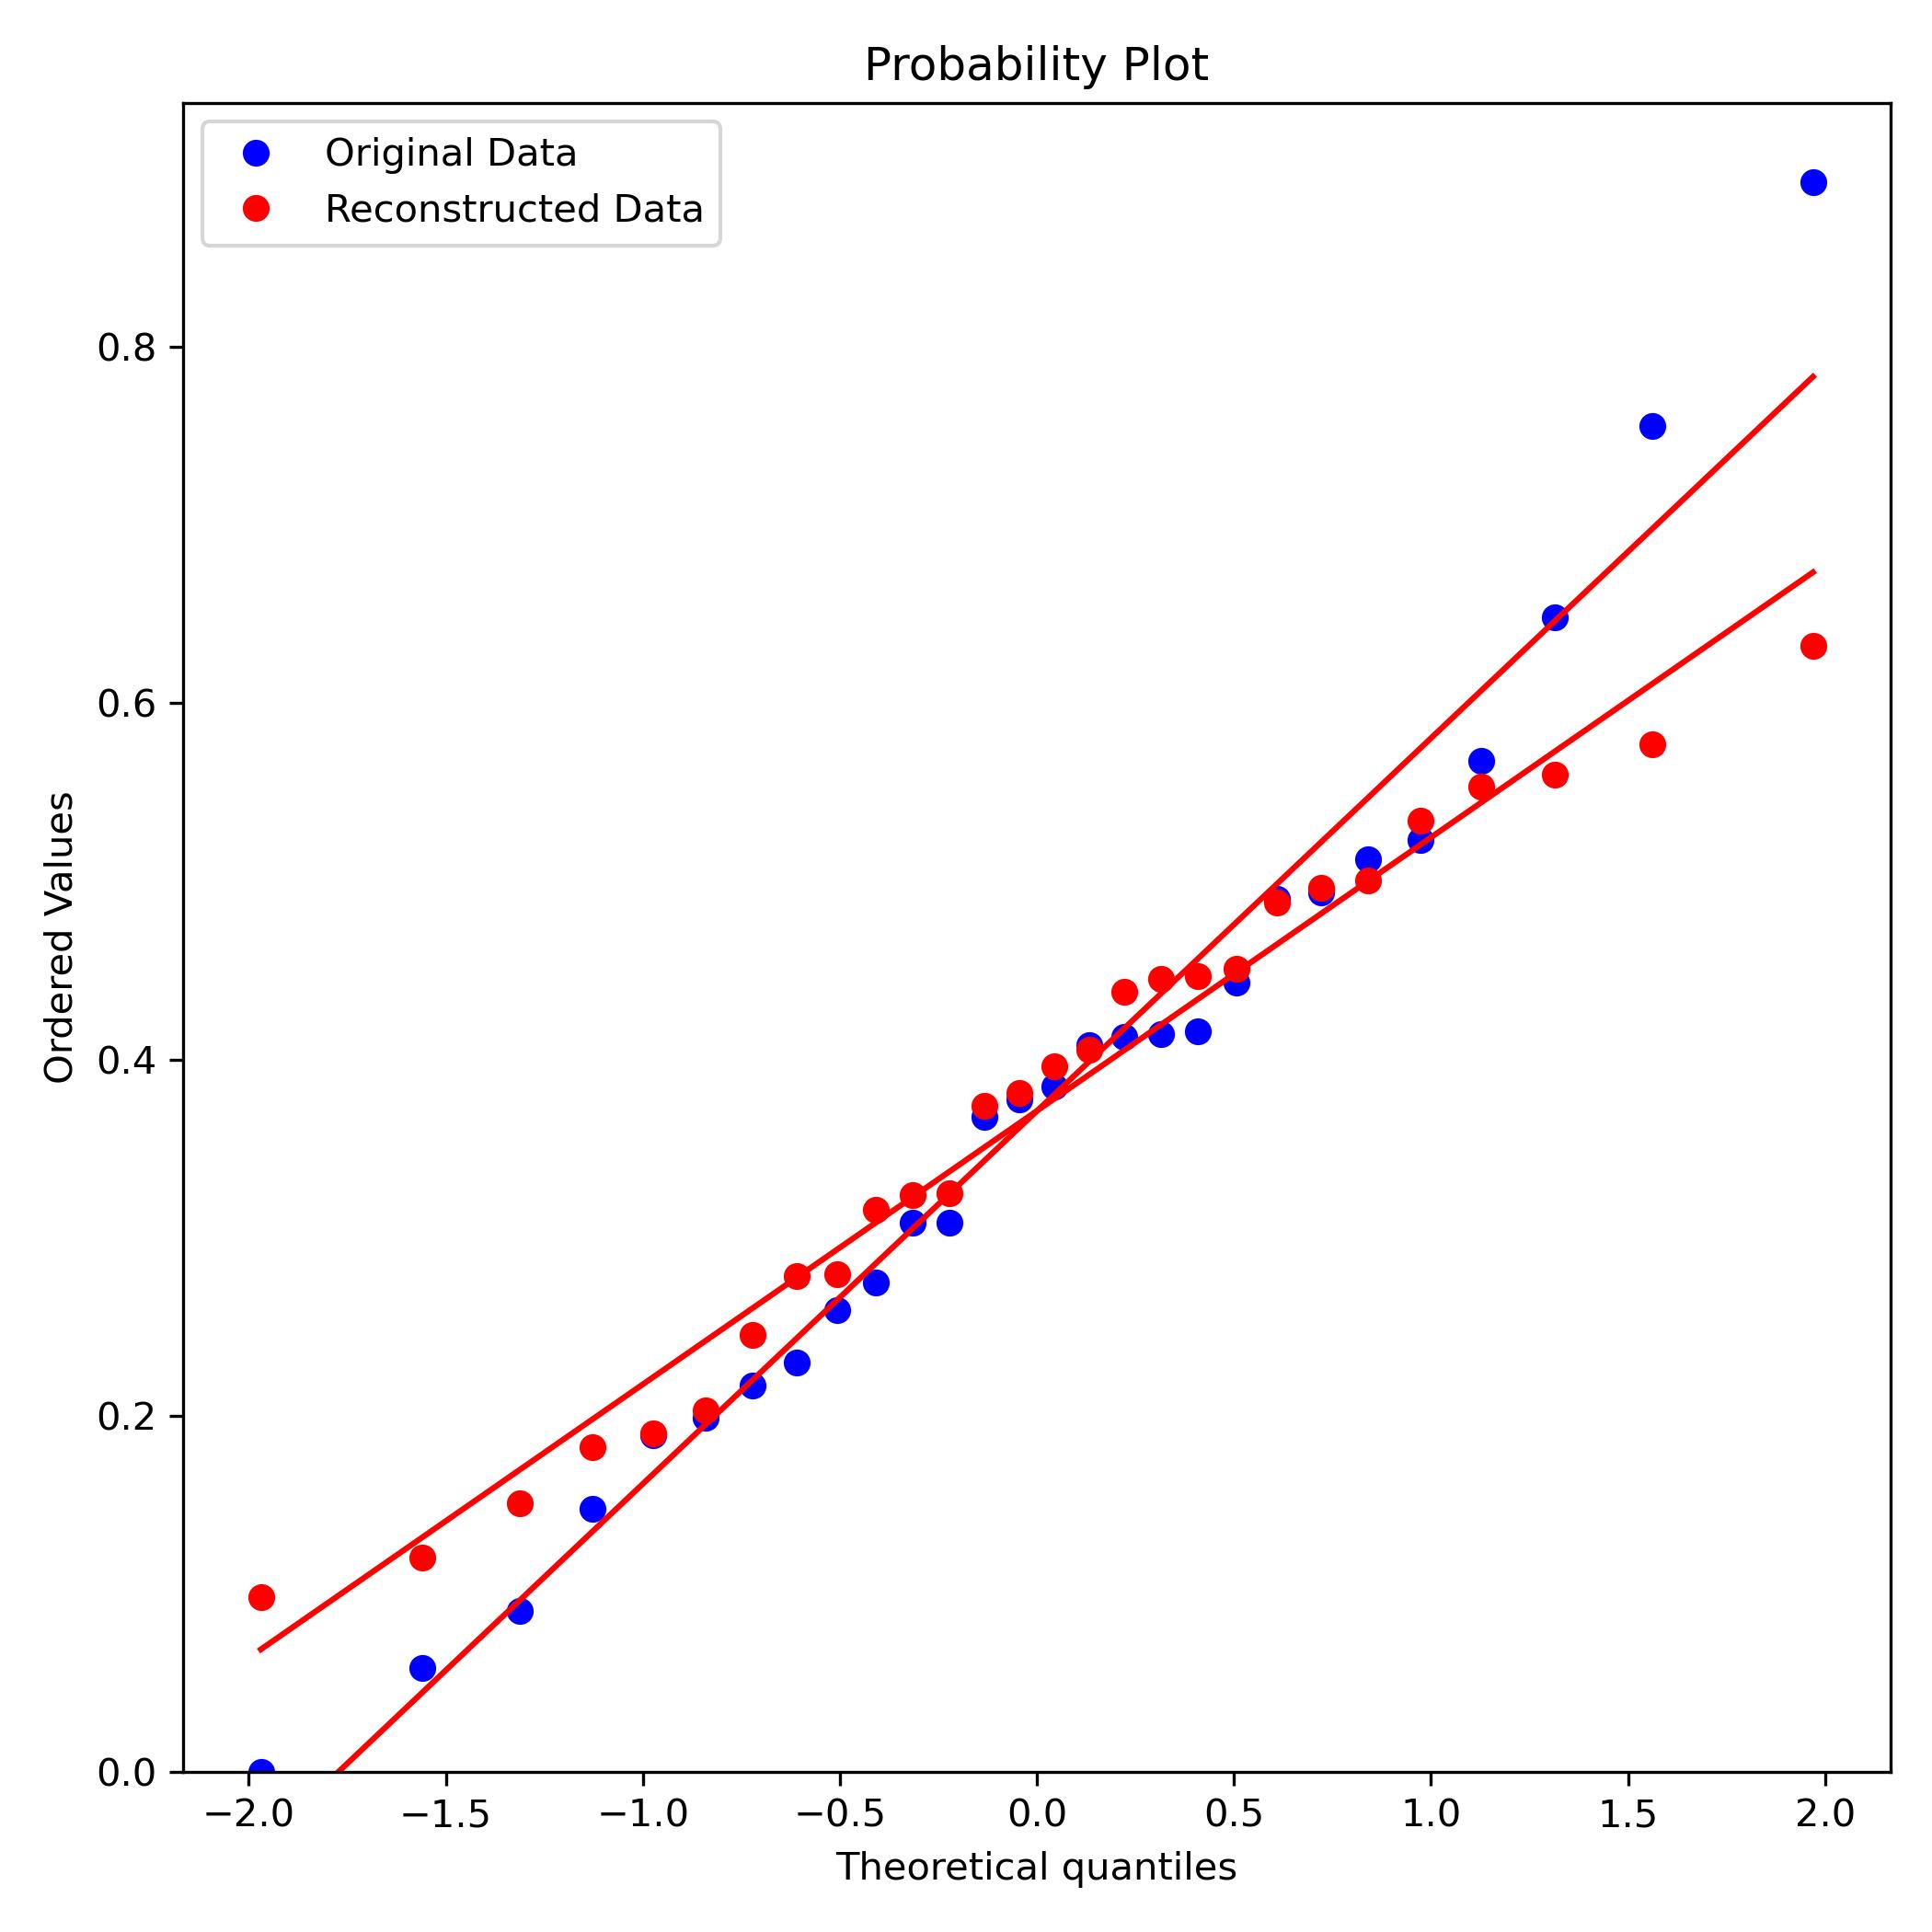 Probability Plot
Original Data
Reconstructed Data
0.8
0.6
0.4
0.2
0.0
Ordered Values
−2.0
−1.5
−1.0
−0.5
0.0
0.5
1.0
1.5
2.0
Theoretical quantiles